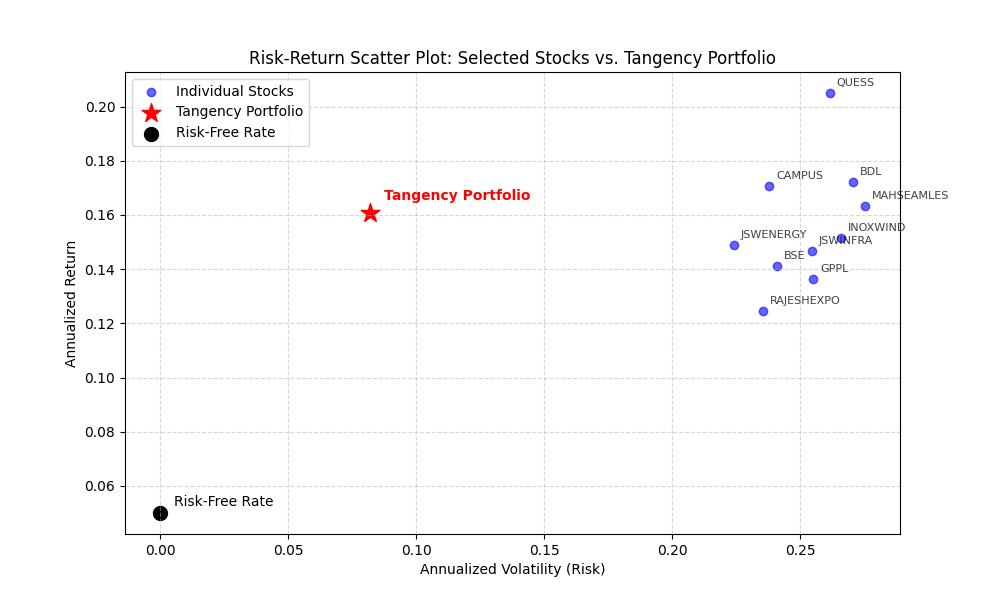 Risk-Return Scatter Plot: Selected Stocks vs. Tangency Portfolio
Individual Stocks
Tangency Portfolio
Risk-Free Rate
QUESS
CAMPUS
BDL
MAHSEAMLES
Tangency Portfolio
INOXWIND
JSWENERGY
JSWINFRA
BSE
GPPL
RAJESHEXPO
Risk-Free Rate
Annualized Return
0.20
0.18
0.16
0.14
0.12
0.10
0.08
0.06
0.00
0.05
0.10
0.15
0.20
0.25
Annualized Volatility (Risk)